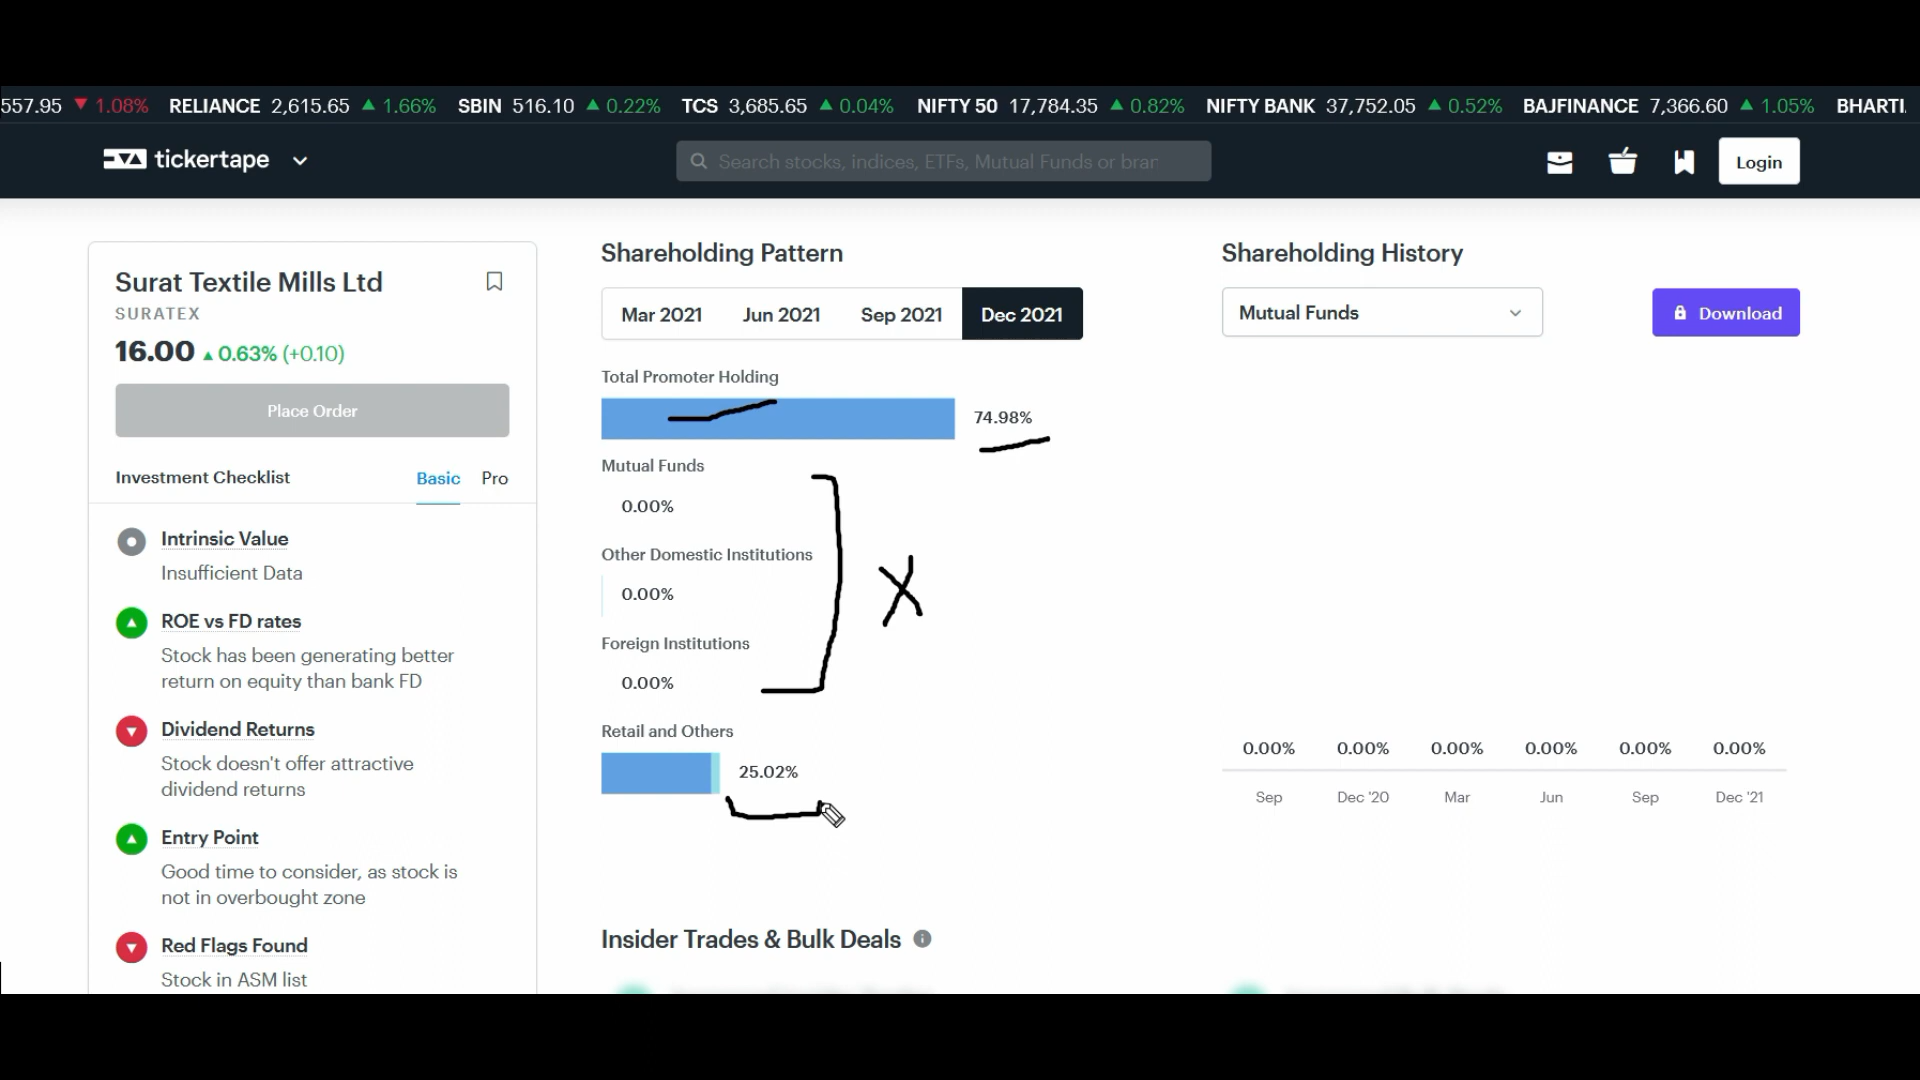 557.95 ▼ 1.08% RELIANCE 2,615.65 ▲ 1.66% SBIN 516.10 ▲ 0.22% TCS 3,685.65 ▲ 0.04% NIFTY 50 17,784.35 ▲ 0.82% NIFTY BANK 37,752.05 ▲ 0.52% BAJFINANCE 7,366.60 ▲ 1.05% BHARTI
tickertape
Search stocks, indices, ETFs, Mutual Funds or brar
Login
Surat Textile Mills Ltd
SURATEX
16.00 ▲ 0.63% (+0.10)
Place Order
Investment Checklist Basic Pro
Intrinsic Value
Insufficient Data
ROE vs FD rates
Stock has been generating better
return on equity than bank FD
Dividend Returns
Stock doesn't offer attractive
dividend returns
Entry Point
Good time to consider, as stock is
not in overbought zone
Red Flags Found
Stock in ASM list
Shareholding Pattern
Mar 2021 Jun 2021 Sep 2021 Dec 2021
Total Promoter Holding
74.98%
Mutual Funds
0.00%
Other Domestic Institutions
0.00%
X
Foreign Institutions
0.00%
Retail and Others
25.02%
Shareholding History
Mutual Funds
Download
0.00% 0.00% 0.00% 0.00% 0.00% 0.00%
Sep Dec '20 Mar Jun Sep Dec '21
Insider Trades & Bulk Deals